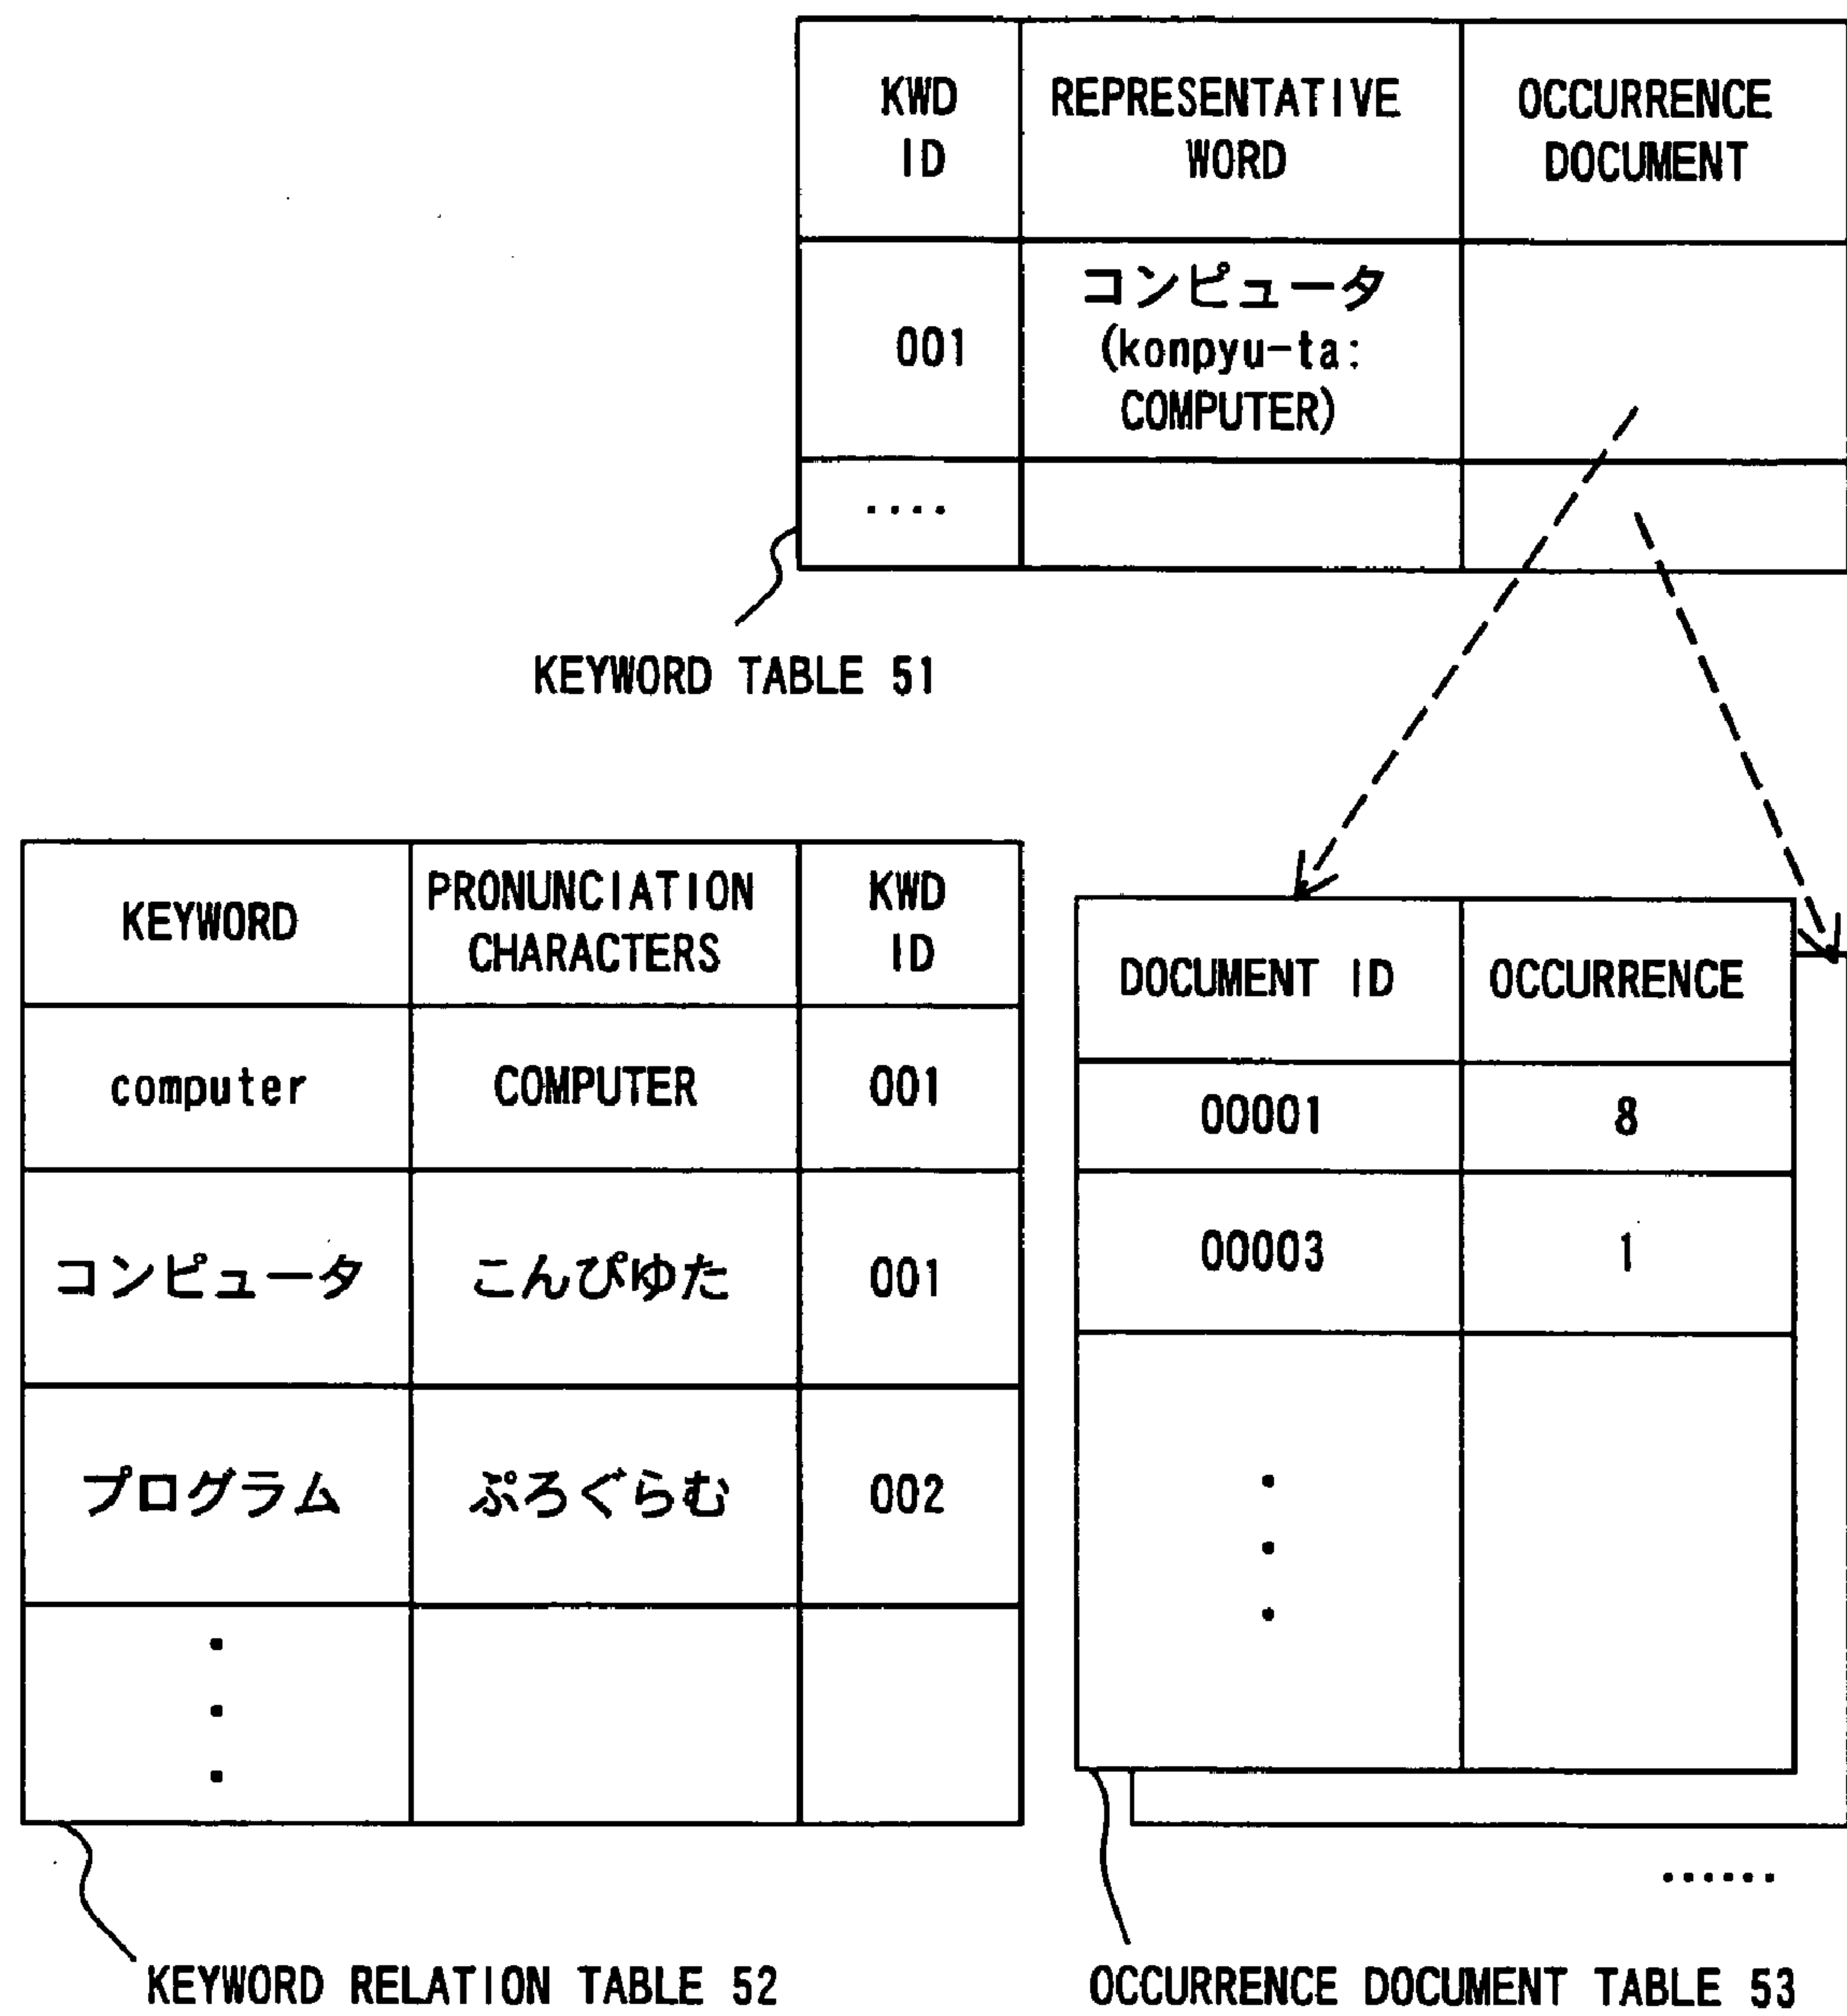 KWD
ID
REPRESENTATIVE
WORD
OCCURRENCE
DOCUMENT
001
コンピュータ
(konpyu-ta:
COMPUTER)
....
KEYWORD TABLE 51
KEYWORD
PRONUNCIATION
CHARACTERS
KWD
ID
computer
COMPUTER
001
コンピュータ
こんぴゆた
001
プログラム
ぷろぐらむ
002
KEYWORD RELATION TABLE 52
DOCUMENT ID
OCCURRENCE
00001
8
00003
1
......
OCCURRENCE DOCUMENT TABLE 53